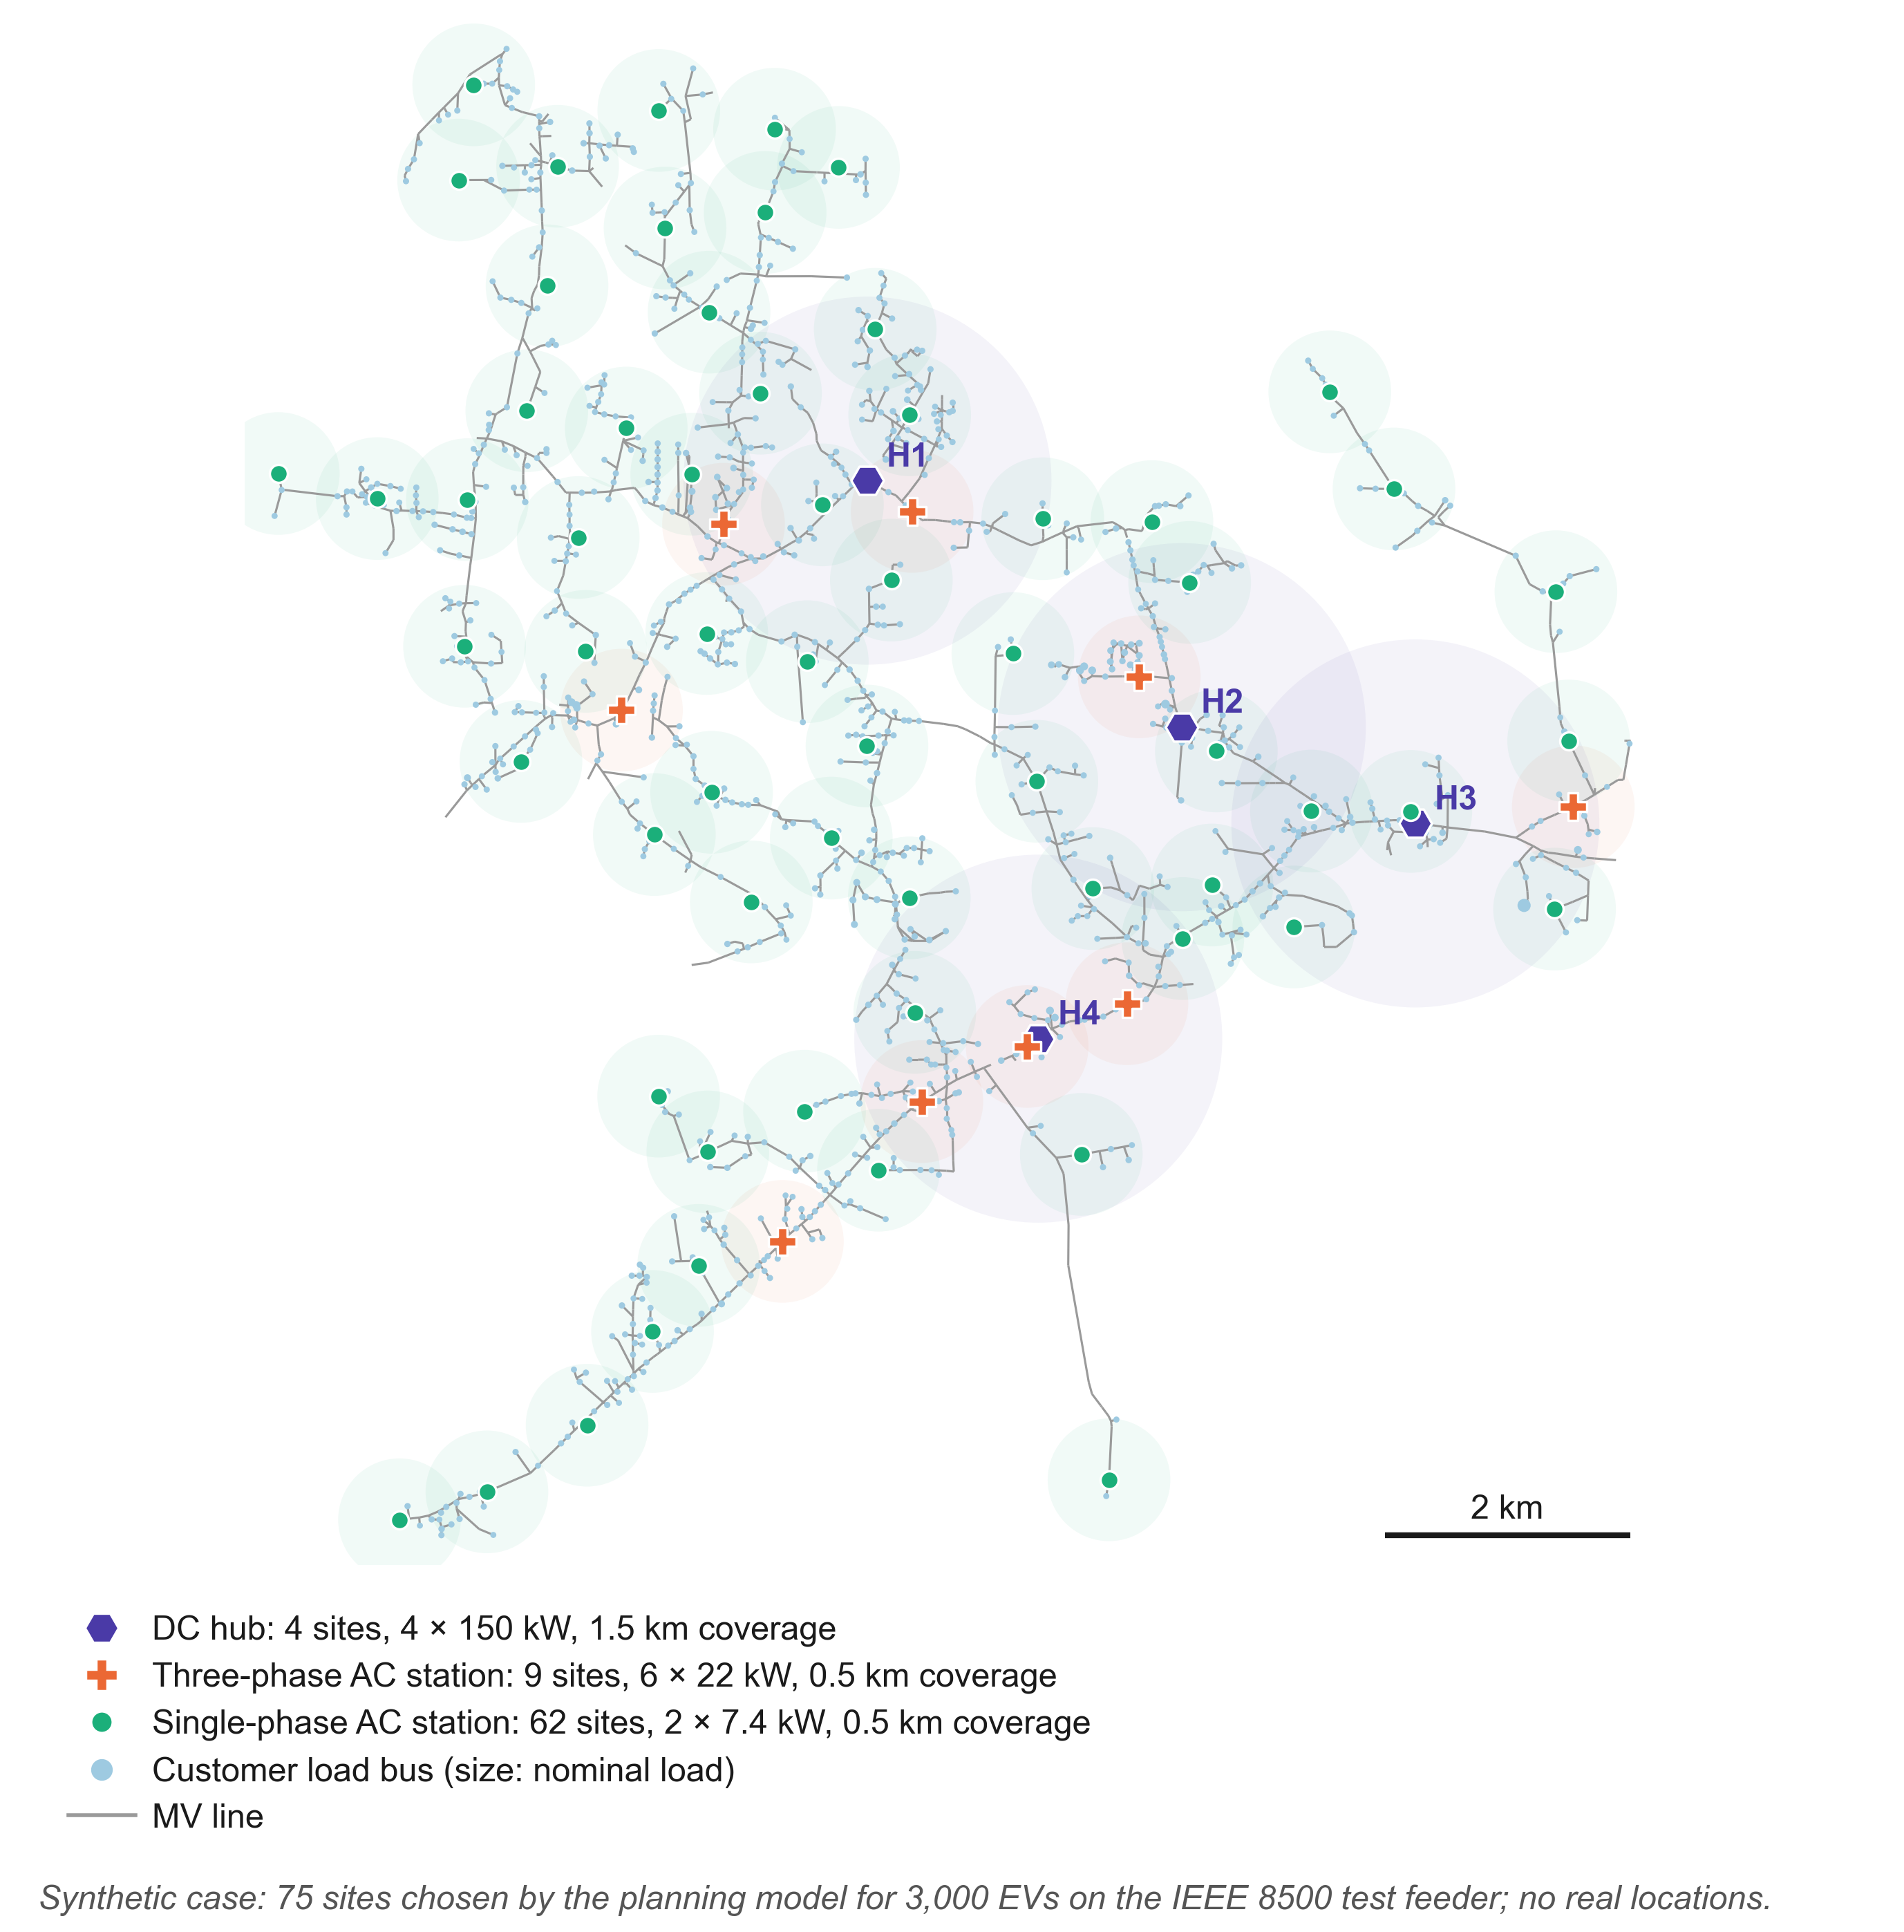 H1
H2
H3
H4
2 km
DC hub: 4 sites, 4 × 150 kW, 1.5 km coverage
Three-phase AC station: 9 sites, 6 × 22 kW, 0.5 km coverage
Single-phase AC station: 62 sites, 2 × 7.4 kW, 0.5 km coverage
Customer load bus (size: nominal load)
MV line
Synthetic case: 75 sites chosen by the planning model for 3,000 EVs on the IEEE 8500 test feeder; no real locations.